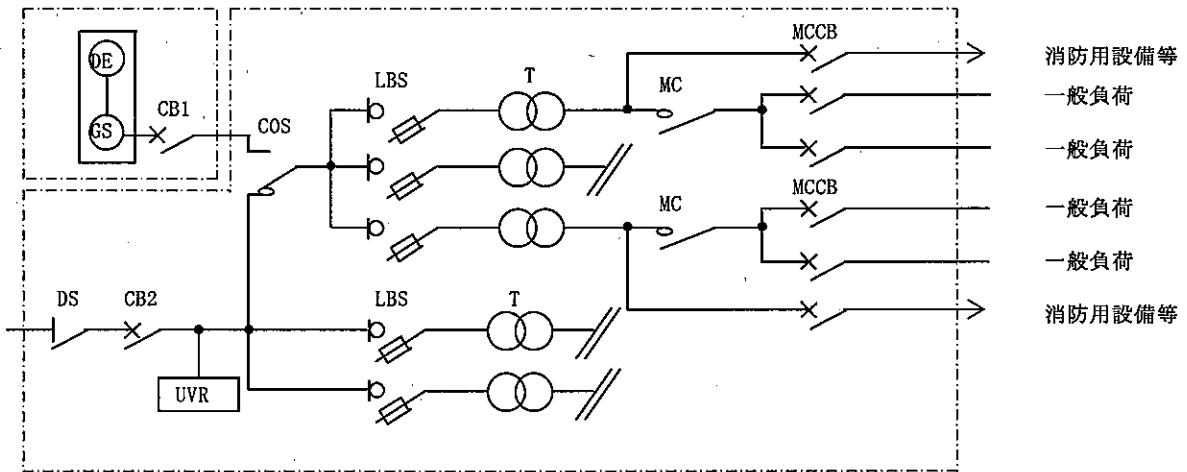 MCCB
消防用設備等
DE
LBS
T
MC
一般負荷
GS
CB1
COS
一般負荷
MCCB
一般負荷
MC
一般負荷
DS
CB2
LBS
T
消防用設備等
UVR